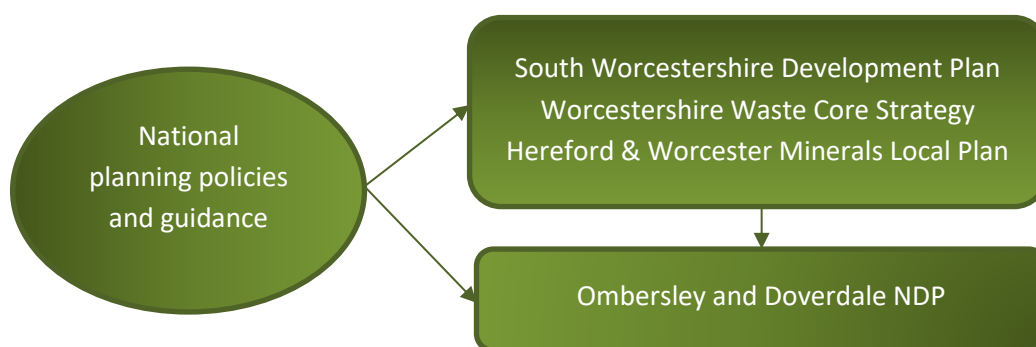 National
planning policies
and guidance
South Worcestershire Development Plan
Worcestershire Waste Core Strategy
Hereford & Worcester Minerals Local Plan
Ombersley and Doverdale NDP